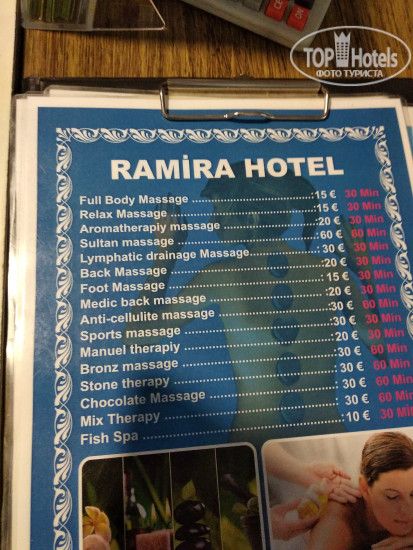 TOP Hotels
ФОТО ТУРИСТА
RAMİRA HOTEL
Full Body Massage ........ 15 € 30 Min
Relax Massage ........ 15 € 30 Min
Aromatherapiy massage ........ 20 € 30 Min
Sultan massage ........ 60 € 60 Min
Lymphatic drainage Massage ........ 30 € 30 Min
Back Massage ........ 20 € 30 Min
Foot Massage ........ 15 € 30 Min
Medic back massage ........ 20 € 30 Min
Anti-cellulite massage ........ 30 € 60 Min
Sports massage ........ 30 € 30 Min
Manuel therapiy ........ 20 € 30 Min
Bronz massage ........ 30 € 60 Min
Stone therapy ........ 30 € 60 Min
Chocolate Massage ........ 30 € 60 Min
Mix Therapy ........ 30 € 60 Min
Fish Spa ........ 10 € 30 Min